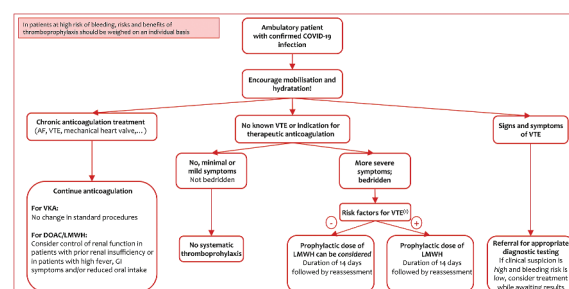 In patients at high risk of bleeding, risks and benefits of
thromboprophylaxis should be weighed on an individual basis
Ambulatory patient
with confirmed COVID-19
infection
Encourage mobilisation and
hydratation!
Chronic anticoagulation treatment
(AF, VTE, mechanical heart valve,...)
No known VTE or indication for
therapeutic anticoagulation
Signs and symptoms
of VTE
No, minimal or
mild symptoms
Not bedridden
More severe
symptoms;
bedridden
Continue anticoagulation
For VKA:
No change in standard procedures
For DOAC/LMWH:
Consider control of renal function in
patients with prior renal insufficiency or
in patients with high fever, GI
symptoms and/or reduced oral intake
Risk factors for VTE(1)
-
+
No systematic
thromboprophylaxis
Prophylactic dose of
LMWH can be considered
Duration of 14 days
followed by reassessment
Prophylactic dose of
LMWH
Duration of 14 days
followed by reassessment
Referral for appropriate
diagnostic testing
If clinical suspicion is
high and bleeding risk is
low, consider treatment
while awaiting results